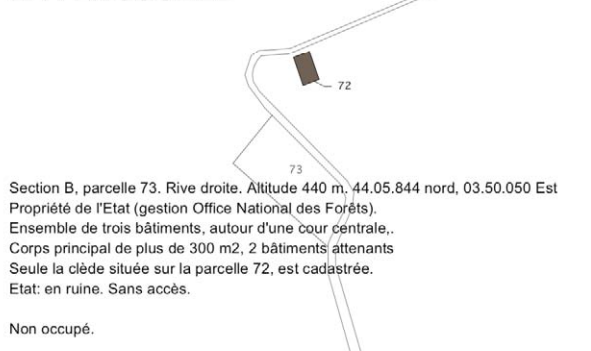 72
73
Section B, parcelle 73. Rive droite. Altitude 440 m. 44.05.844 nord, 03.50.050 Est
Propriété de l'Etat (gestion Office National des Forêts).
Ensemble de trois bâtiments, autour d'une cour centrale,.
Corps principal de plus de 300 m2, 2 bâtiments attenants
Seule la clède située sur la parcelle 72, est cadastrée.
Etat: en ruine. Sans accès.
Non occupé.